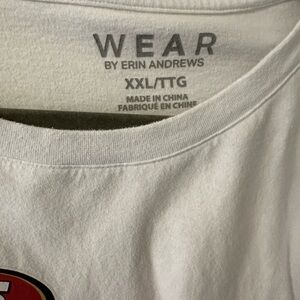 WEAR
BY ERIN ANDREWS
XXL/TTG
MADE IN CHINA
FABRIQUÉ EN CHINE